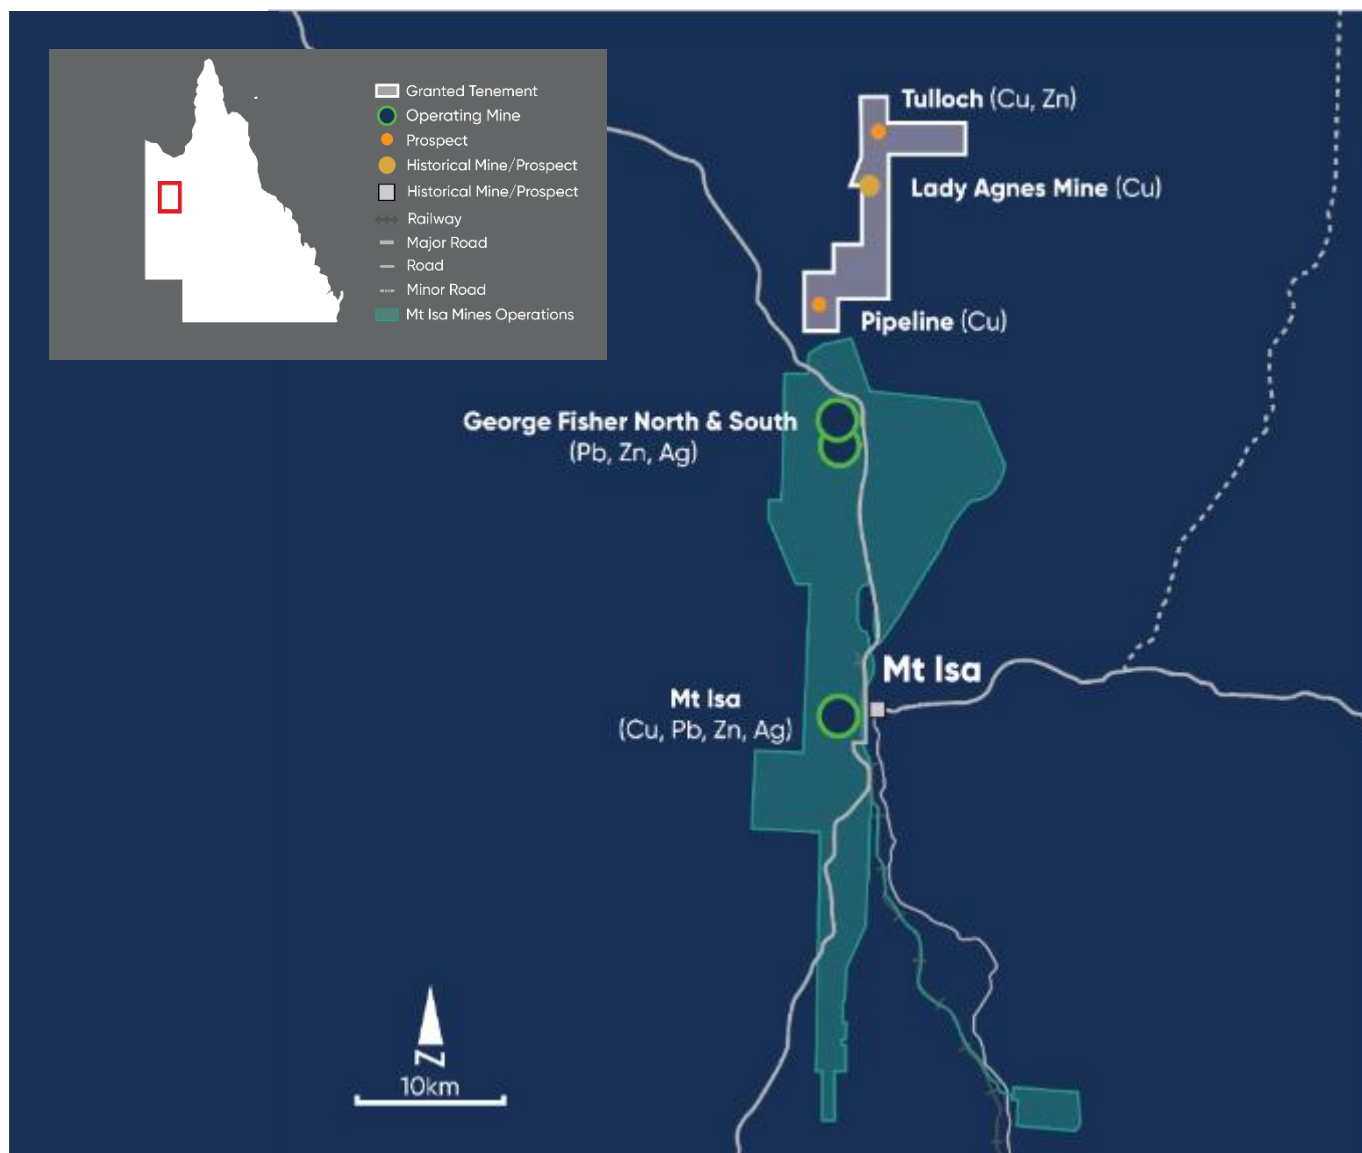 Granted Tenement
Operating Mine
Prospect
Historical Mine/Prospect
Historical Mine/Prospect
Railway
Major Road
Road
Minor Road
Mt Isa Mines Operations
Tulloch (Cu, Zn)
Lady Agnes Mine (Cu)
Pipeline (Cu)
George Fisher North & South
(Pb, Zn, Ag)
Mt Isa
Mt Isa
(Cu, Pb, Zn, Ag)
N
10km